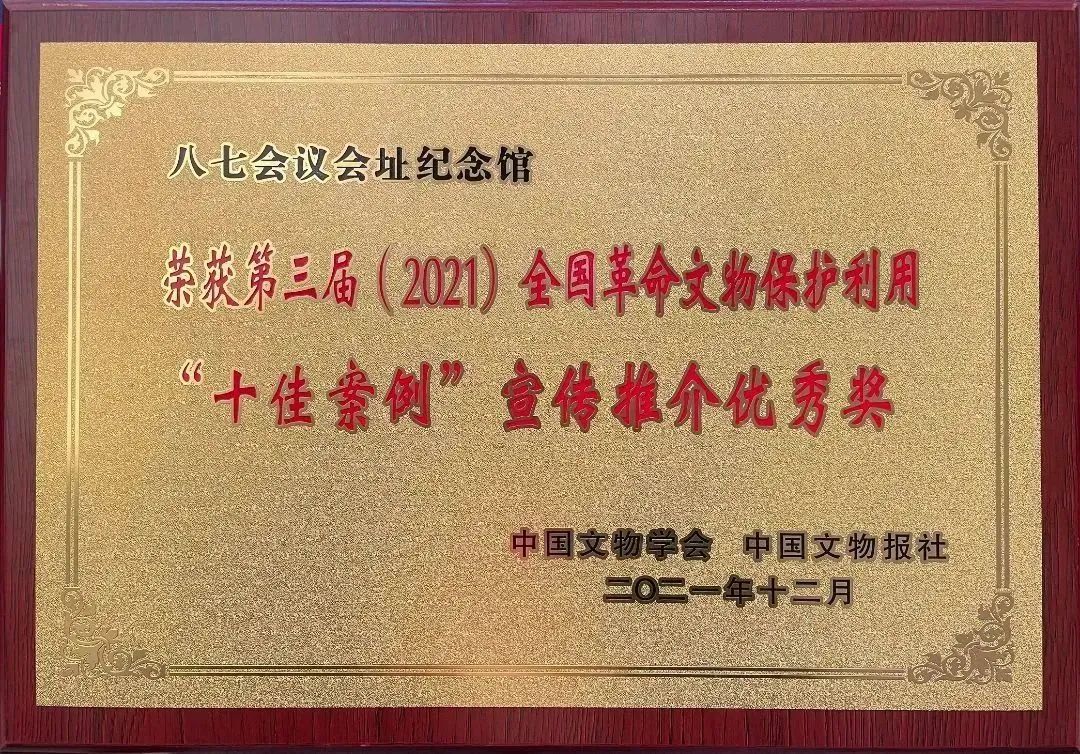 八七会议会址纪念馆
荣获第三届（2021）全国革命文物保护利用
“十佳案例”宣传推介优秀奖
中国文物学会 中国文物报社
二〇二一年十二月